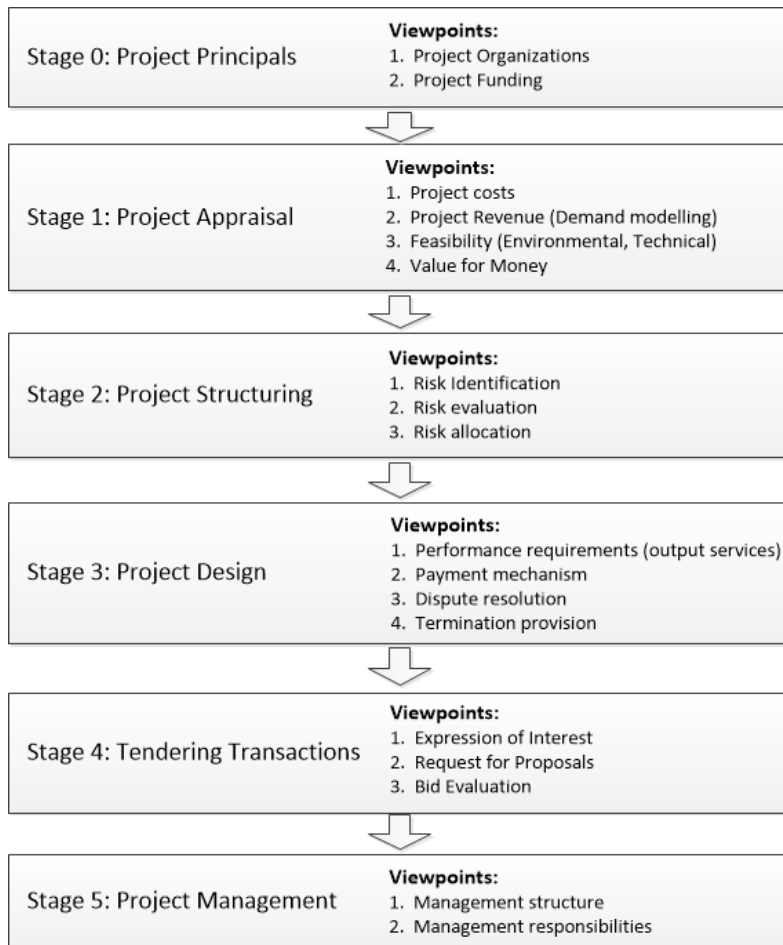 Stage 0: Project Principals
Viewpoints:
1. Project Organizations
2. Project Funding
Stage 1: Project Appraisal
Viewpoints:
1. Project costs
2. Project Revenue (Demand modelling)
3. Feasibility (Environmental, Technical)
4. Value for Money
Stage 2: Project Structuring
Viewpoints:
1. Risk Identification
2. Risk evaluation
3. Risk allocation
Stage 3: Project Design
Viewpoints:
1. Performance requirements (output services)
2. Payment mechanism
3. Dispute resolution
4. Termination provision
Stage 4: Tendering Transactions
Viewpoints:
1. Expression of Interest
2. Request for Proposals
3. Bid Evaluation
Stage 5: Project Management
Viewpoints:
1. Management structure
2. Management responsibilities